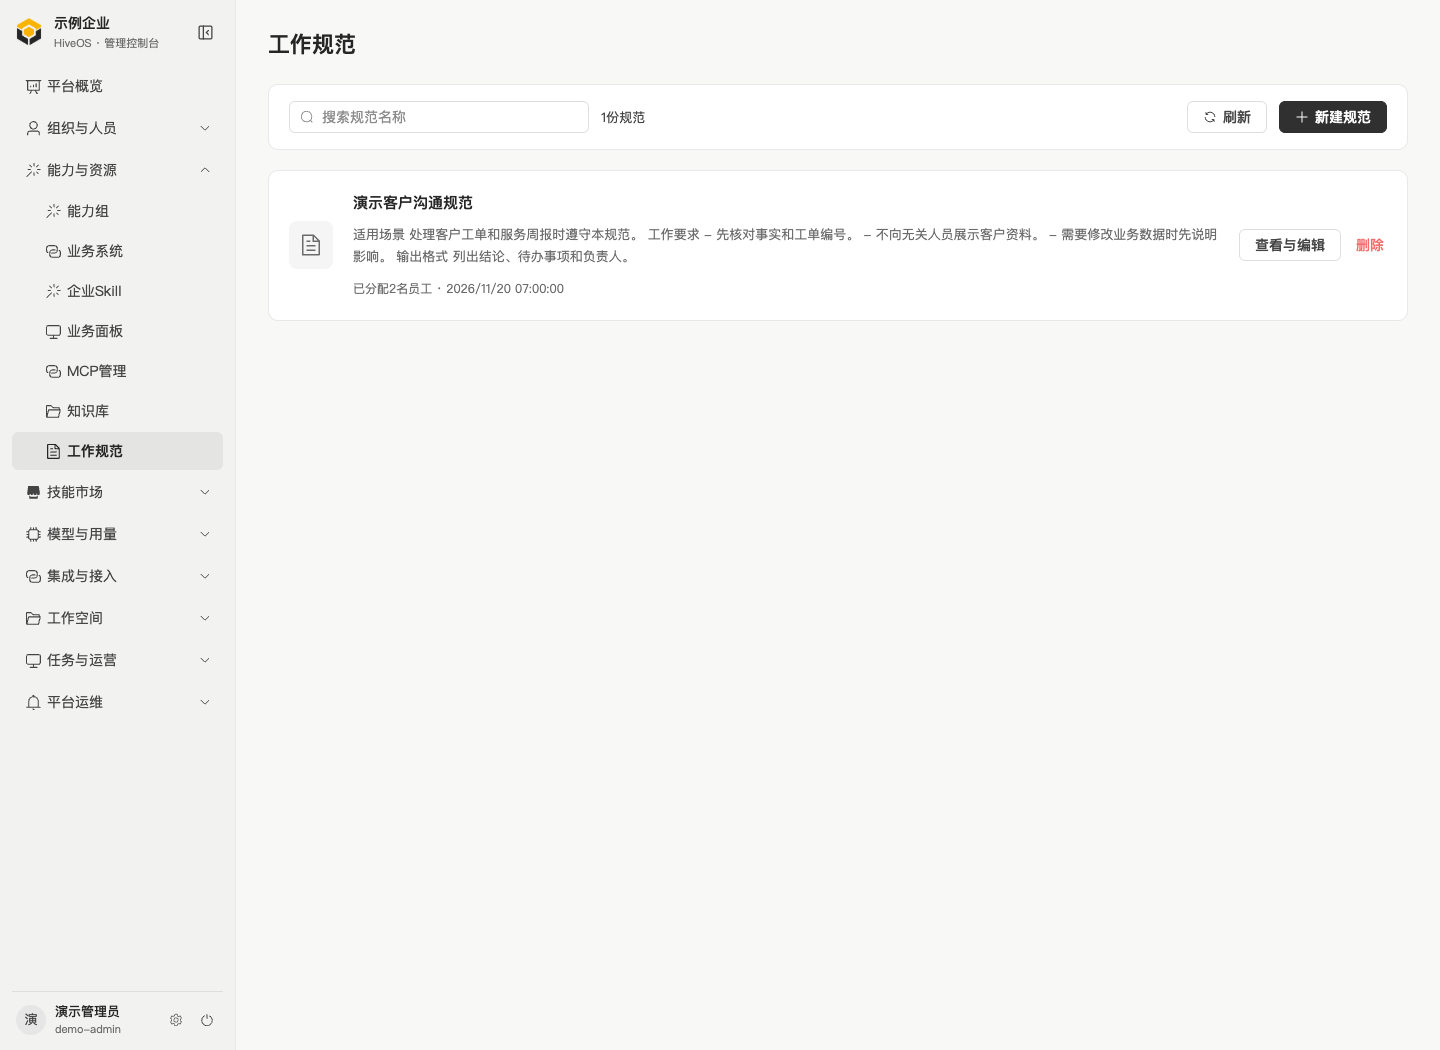 示例企业
HiveOS · 管理控制台
平台概览
组织与人员
能力与资源
能力组
业务系统
企业Skill
业务面板
MCP管理
知识库
工作规范
技能市场
模型与用量
集成与接入
工作空间
任务与运营
平台运维
演
演示管理员
demo-admin
工作规范
搜索规范名称
1份规范
刷新
新建规范
演示客户沟通规范
适用场景 处理客户工单和服务周报时遵守本规范。 工作要求 – 先核对事实和工单编号。 – 不向无关人员展示客户资料。 – 需要修改业务数据时先说明
影响。 输出格式 列出结论、待办事项和负责人。
已分配2名员工 · 2026/11/20 07:00:00
查看与编辑
删除